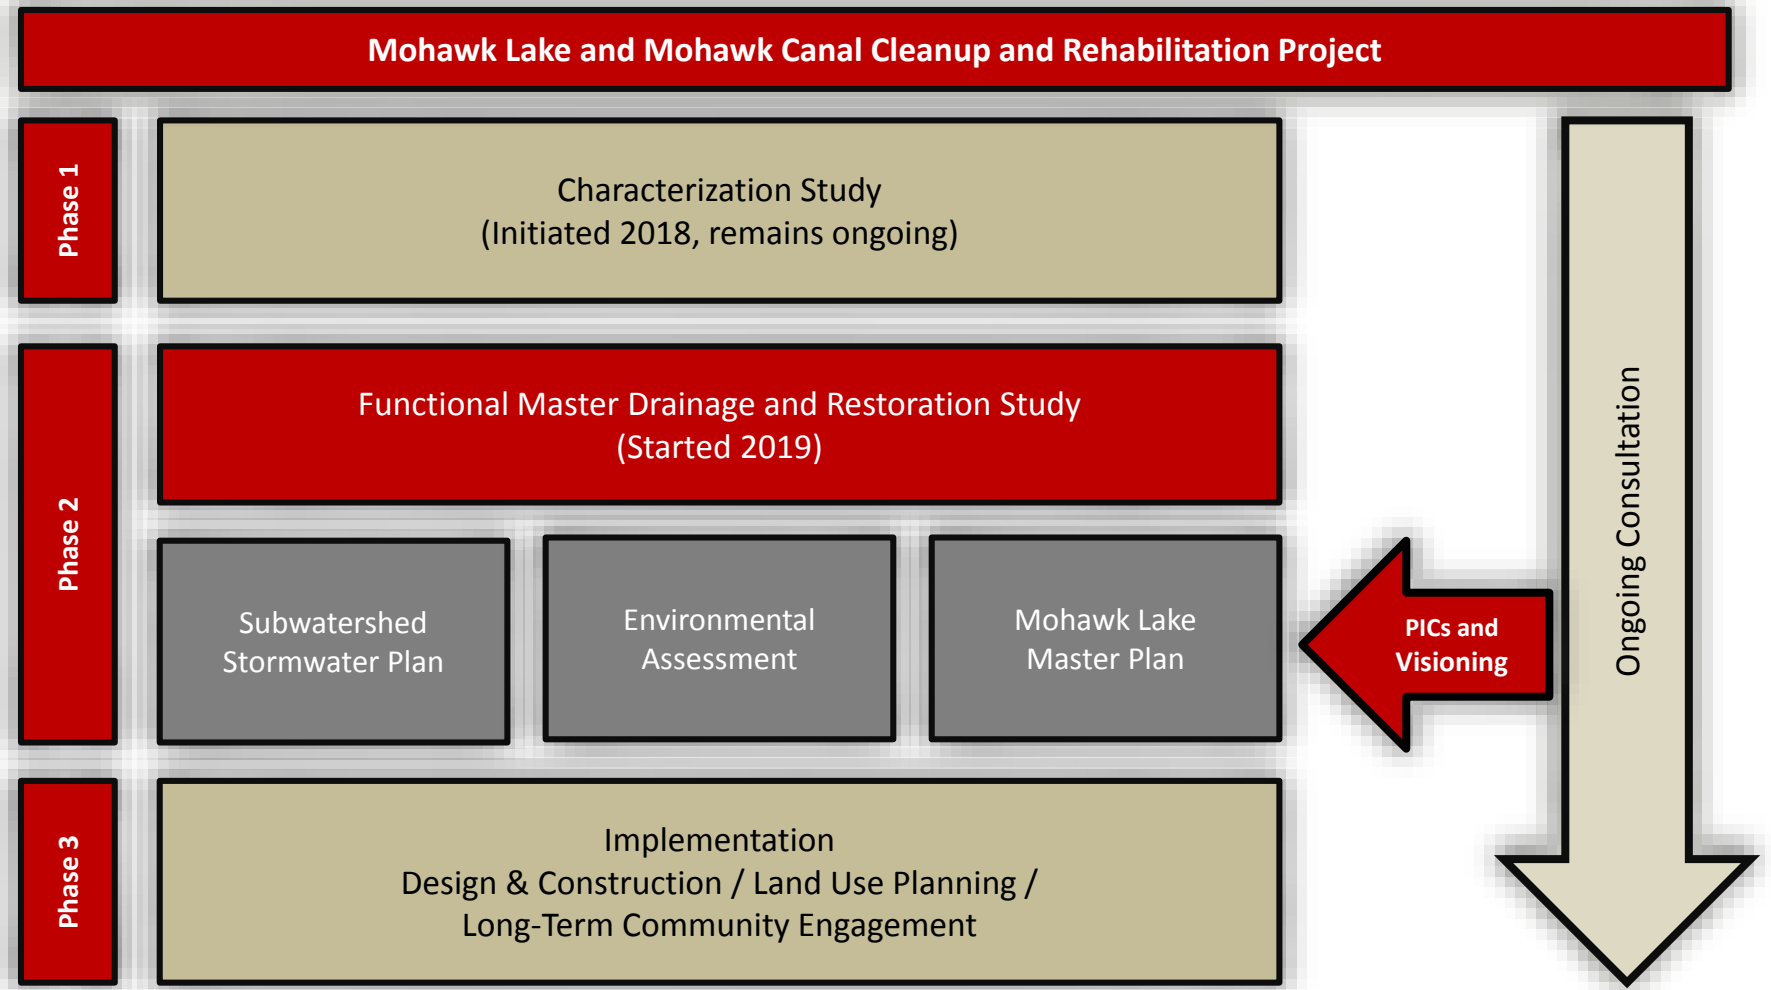 Mohawk Lake and Mohawk Canal Cleanup and Rehabilitation Project
Phase 1
Characterization Study
(Initiated 2018, remains ongoing)
Phase 2
Functional Master Drainage and Restoration Study
(Started 2019)
Subwatershed
Stormwater Plan
Environmental
Assessment
Mohawk Lake
Master Plan
PICs and
Visioning
Ongoing Consultation
Phase 3
Implementation
Design & Construction / Land Use Planning /
Long-Term Community Engagement